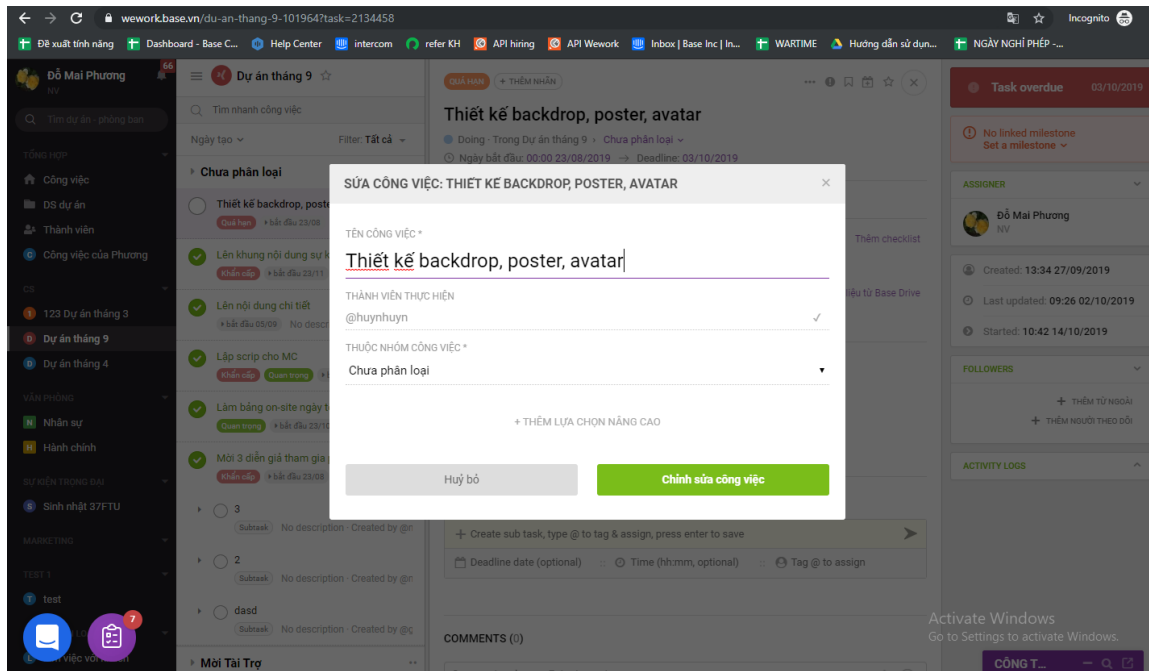 wework.base.vn/du-an-thang-9-101964?task=2134458
Incognito
Đề xuất tính năng
Dashboard - Base C...
Help Center
intercom
refer KH
API hiring
API Wework
Inbox | Base Inc | In...
WARTIME
Hướng dẫn sử dụn...
NGÀY NGHỈ PHÉP -...
Đỗ Mai Phương
NV
66
Tìm dự án - phòng ban
TỔNG HỢP
Công việc
DS dự án
Thành viên
C Công việc của Phương
CS
1 123 Dự án tháng 3
D Dự án tháng 9
D Dự án tháng 4
VĂN PHÒNG
N Nhân sự
H Hành chính
SỰ KIỆN TRONG ĐẠI
S Sinh nhật 37FTU
MARKETING
TEST 1
T test
7
Dự án tháng 9
Tìm nhanh công việc
Ngày tạo
Filter: Tất cả
Chưa phân loại
Thiết kế backdrop, poste
Quá hạn
bắt đầu 23/08
Lên khung nội dung sự k
Khẩn cấp
bắt đầu 23/11
Lên nội dung chi tiết
bắt đầu 05/09 No descr
Lập scrip cho MC
Khẩn cấp
Quan trọng
Làm bảng on-site ngày t
Quan trọng
bắt đầu 23/10
Mời 3 diễn giả tham gia
Khẩn cấp
bắt đầu 23/08
3
Subtask No description · Created by @n
2
Subtask No description · Created by @n
dasd
Subtask No description · Created by @g
Mời Tài Trợ
QUÁ HẠN
+ THÊM NHÃN
Thiết kế backdrop, poster, avatar
Doing · Trong Dự án tháng 9 › Chưa phân loại
Ngày bắt đầu: 00:00 23/08/2019 → Deadline: 03/10/2019
Thêm checklist
liệu từ Base Drive
SỬA CÔNG VIỆC: THIẾT KẾ BACKDROP, POSTER, AVATAR
×
TÊN CÔNG VIỆC *
Thiết kế backdrop, poster, avatar
THÀNH VIÊN THỰC HIỆN
@huynhuyn
THUỘC NHÓM CÔNG VIỆC *
Chưa phân loại
+ THÊM LỰA CHỌN NÂNG CAO
Huỷ bỏ
Chỉnh sửa công việc
+ Create sub task, type @ to tag & assign, press enter to save
Deadline date (optional) :: Time (hh:mm, optional) :: Tag @ to assign
COMMENTS (0)
Task overdue 03/10/2019
No linked milestone
Set a milestone
ASSIGNER
Đỗ Mai Phương
NV
Created: 13:34 27/09/2019
Last updated: 09:26 02/10/2019
Started: 10:42 14/10/2019
FOLLOWERS
+ THÊM TỪ NGOÀI
+ THÊM NGƯỜI THEO DÕI
ACTIVITY LOGS
Activate Windows
Go to Settings to activate Windows.
CÔNG T...